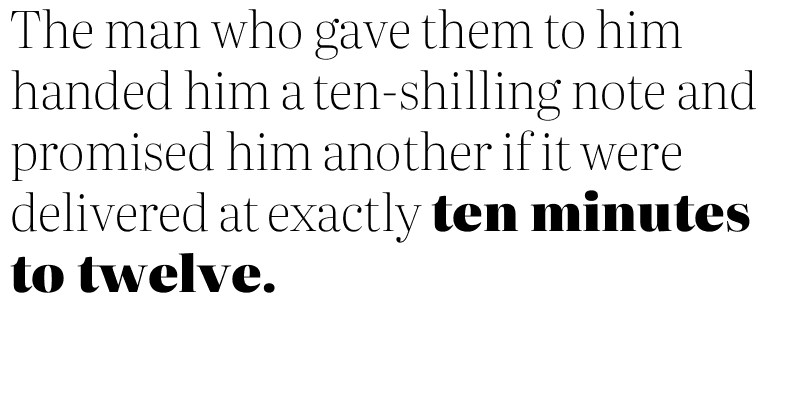 The man who gave them to him
handed him a ten-shilling note and
promised him another if it were
delivered at exactly ten minutes
to twelve.